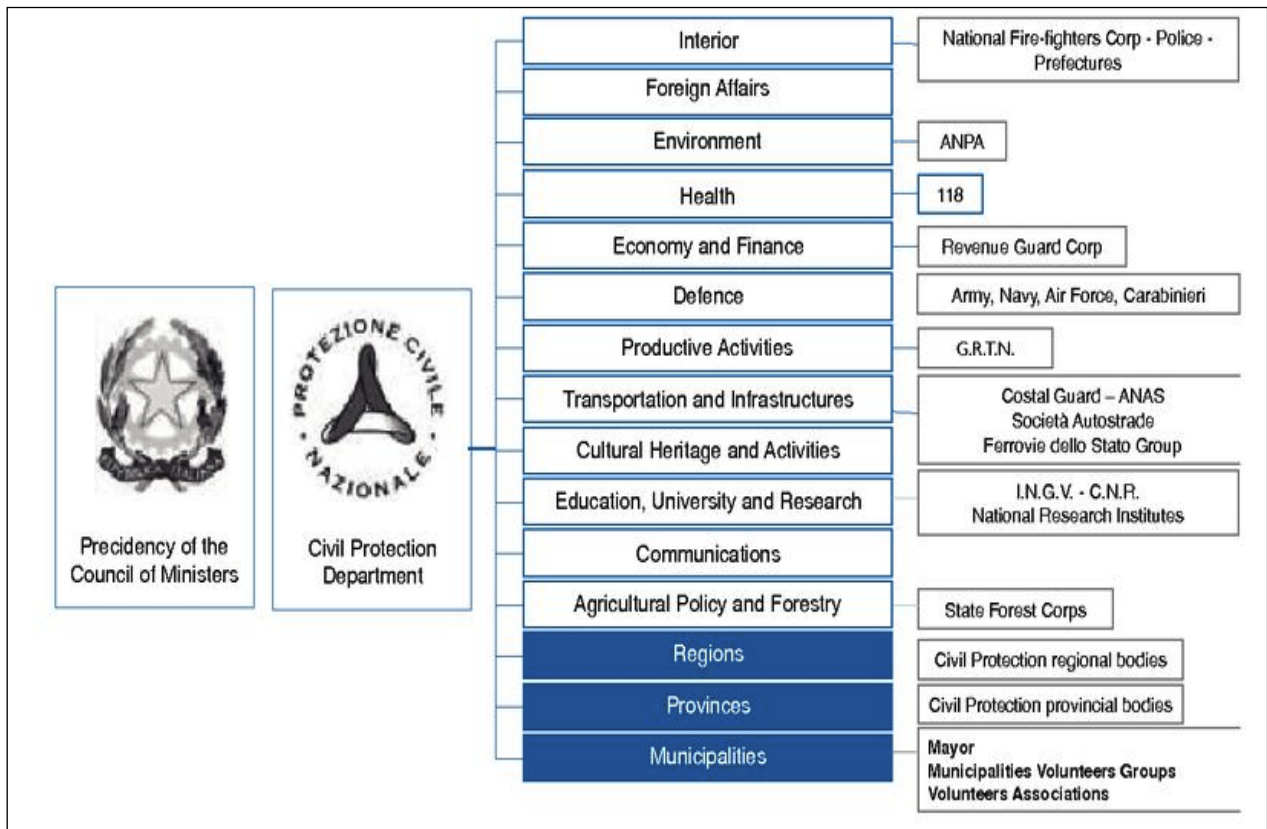 Precidency of the
Council of Ministers
PROTEZIONE CIVILE
· NAZIONALE ·
Civil Protection
Department
Interior
National Fire-fighters Corp - Police -
Prefectures
Foreign Affairs
Environment
ANPA
Health
118
Economy and Finance
Revenue Guard Corp
Defence
Army, Navy, Air Force, Carabinieri
Productive Activities
G.R.T.N.
Transportation and Infrastructures
Costal Guard – ANAS
Società Autostrade
Ferrovie dello Stato Group
Cultural Heritage and Activities
Education, University and Research
I.N.G.V. - C.N.R.
National Research Institutes
Communications
Agricultural Policy and Forestry
State Forest Corps
Regions
Civil Protection regional bodies
Provinces
Civil Protection provincial bodies
Municipalities
Mayor
Municipalities Volunteers Groups
Volunteers Associations